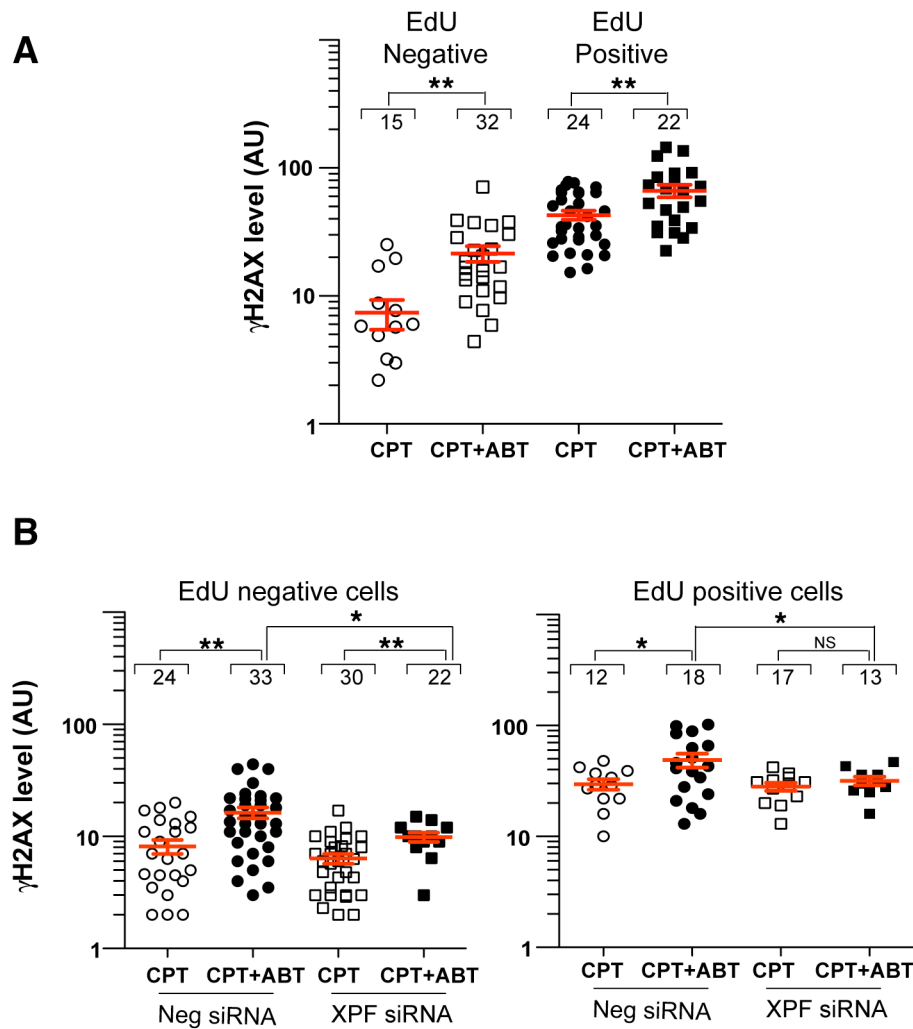 A
EdU
Negative
EdU
Positive
** **
15 32 24 22
γH2AX level (AU)
100
10
1
CPT CPT+ABT CPT CPT+ABT
B
EdU negative cells
*
** **
24 33 30 22
γH2AX level (AU)
100
10
1
CPT CPT+ABT CPT CPT+ABT
Neg siRNA XPF siRNA
EdU positive cells
*
* NS
12 18 17 13
100
10
1
CPT CPT+ABT CPT CPT+ABT
Neg siRNA XPF siRNA